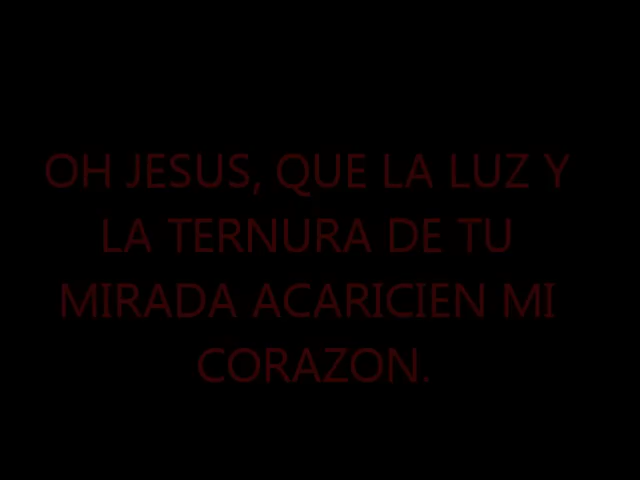 OH JESUS, QUE LA LUZ Y
LA TERNURA DE TU
MIRADA ACARICIEN MI
CORAZON.